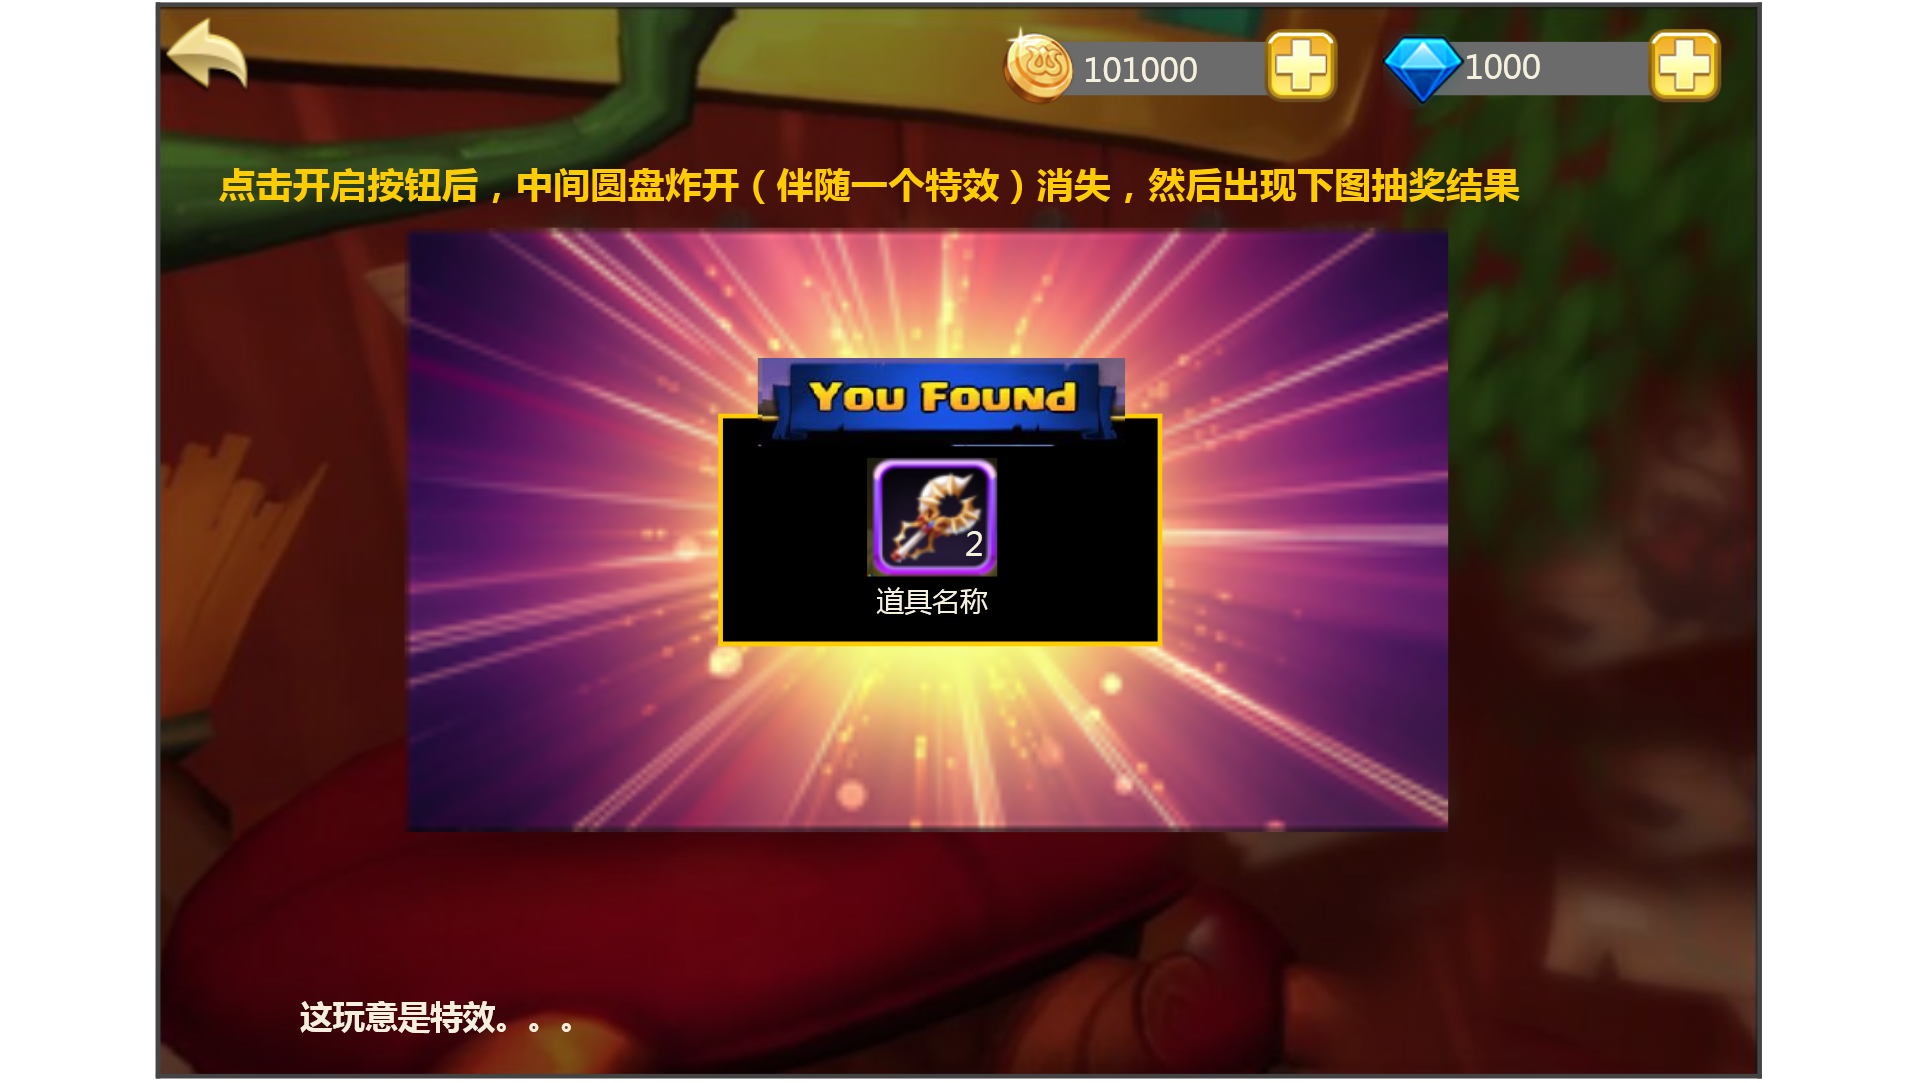 101000
1000
点击开启按钮后，中间圆盘炸开（伴随一个特效）消失，然后出现下图抽奖结果
You Found
2
道具名称
这玩意是特效。。。